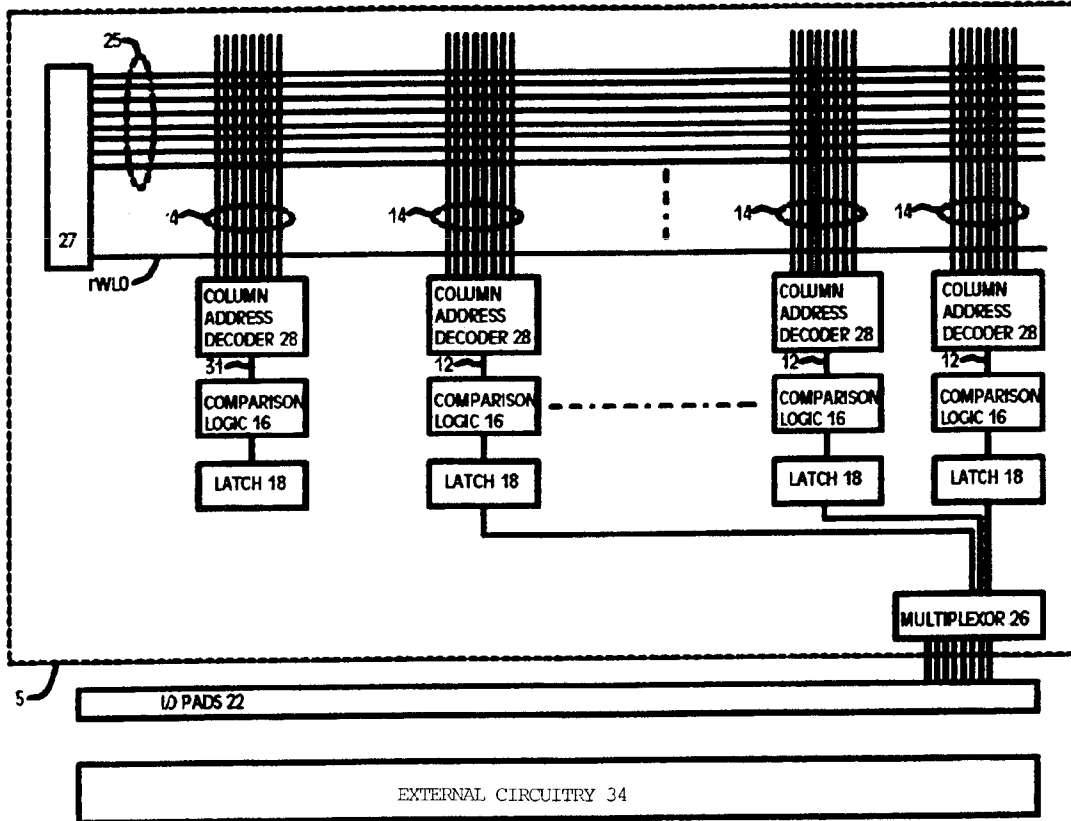 25
14 14 14 14
27
rWL0
COLUMN
ADDRESS
DECODER 28
COLUMN
ADDRESS
DECODER 28
COLUMN
ADDRESS
DECODER 28
COLUMN
ADDRESS
DECODER 28
31 12 12 12
COMPARISON
LOGIC 16
COMPARISON
LOGIC 16
COMPARISON
LOGIC 16
COMPARISON
LOGIC 16
LATCH 18
LATCH 18
LATCH 18
LATCH 18
MULTIPLEXOR 26
5
I.O PADS 22
EXTERNAL CIRCUITRY 34